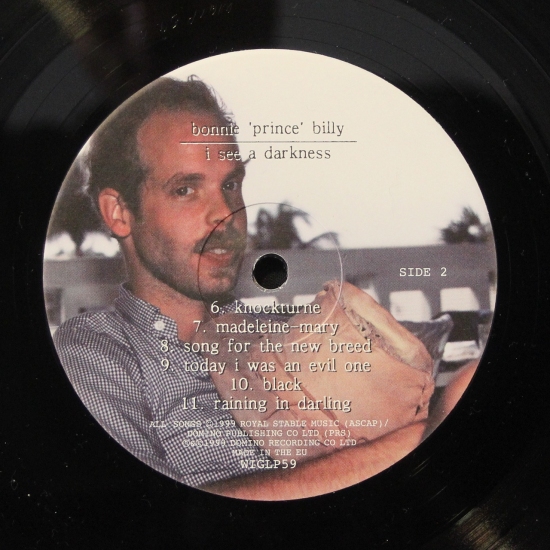 bonnie 'prince' billy
i see a darkness
SIDE 2
6. knockturne
7. madeleine-mary
8. song for the new breed
9. today i was an evil one
10. black
11. raining in darling
ALL SONGS ©1999 ROYAL STABLE MUSIC (ASCAP)/
DOMINO PUBLISHING CO LTD (PRS)
℗©1999 DOMINO RECORDING CO LTD
MADE IN THE EU
WIGLP59